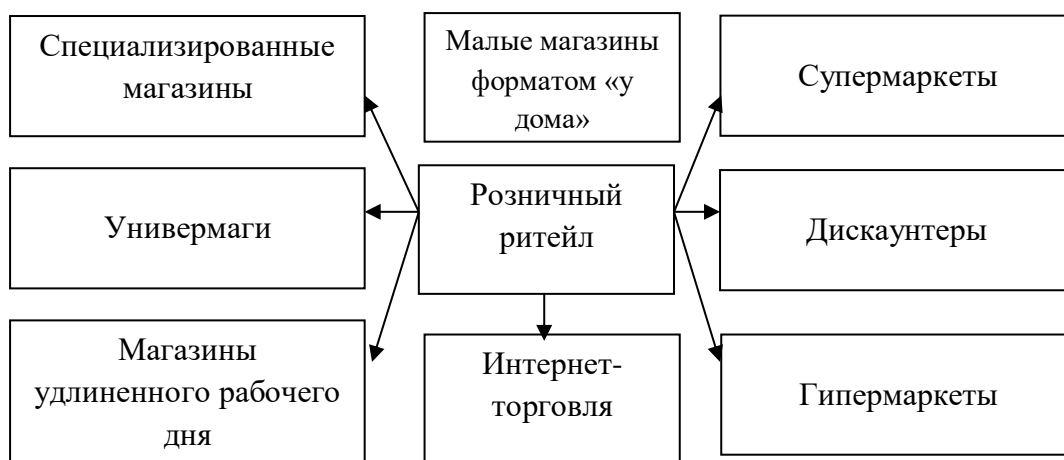 Специализированные
магазины
Малые магазины
форматом «у
дома»
Супермаркеты
Универмаги
Розничный
ритейл
Дискаунтеры
Магазины
удлиненного рабочего
дня
Интернет-
торговля
Гипермаркеты